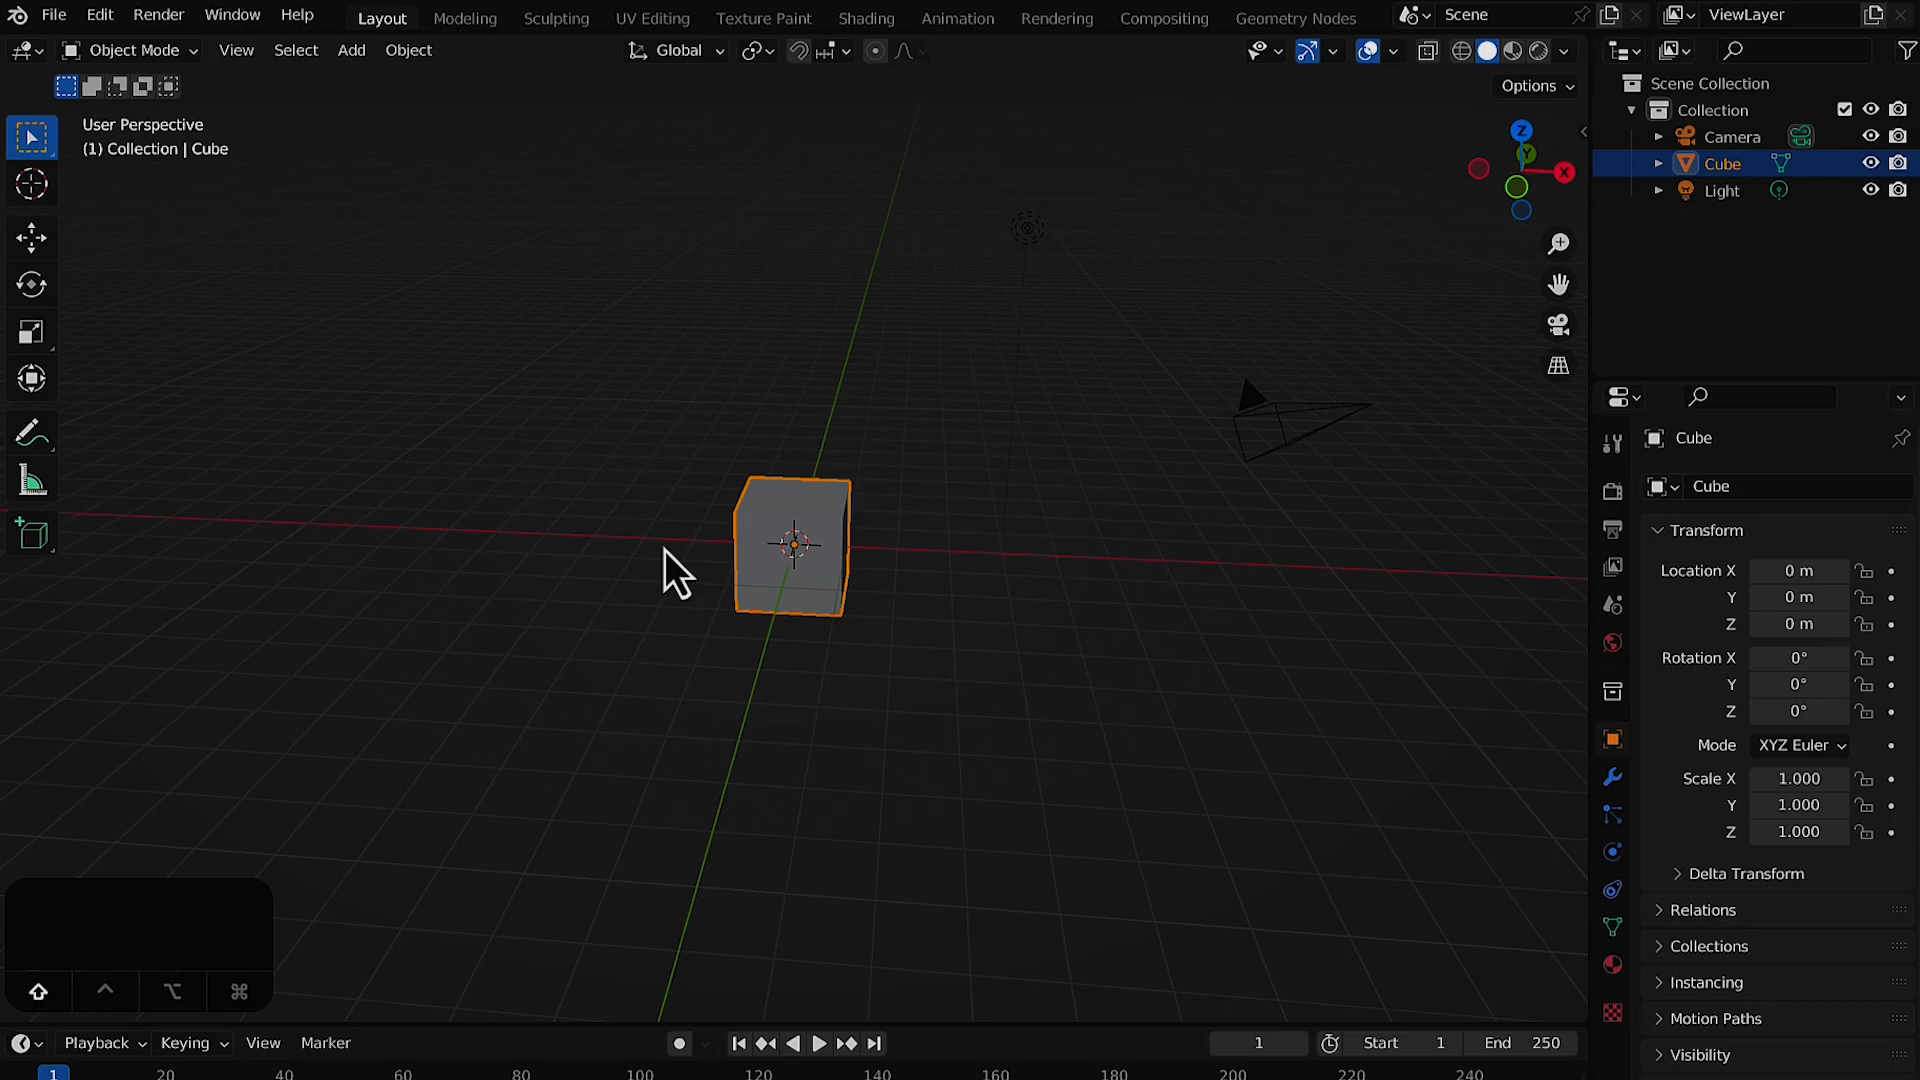 File Edit Render Window Help Layout Modeling Sculpting UV Editing Texture Paint Shading Animation Rendering Compositing Geometry Nodes Scene ViewLayer
Object Mode View Select Add Object Global
Options
User Perspective
(1) Collection | Cube
Z
Y
X
Scene Collection
Collection
Camera
Cube
Light
Cube
Cube
Transform
Location X 0 m
Y 0 m
Z 0 m
Rotation X 0°
Y 0°
Z 0°
Mode XYZ Euler
Scale X 1.000
Y 1.000
Z 1.000
Delta Transform
Relations
Collections
Instancing
Motion Paths
Visibility
Playback Keying View Marker 1 Start 1 End 250
1 20 40 60 80 100 120 140 160 180 200 220 240